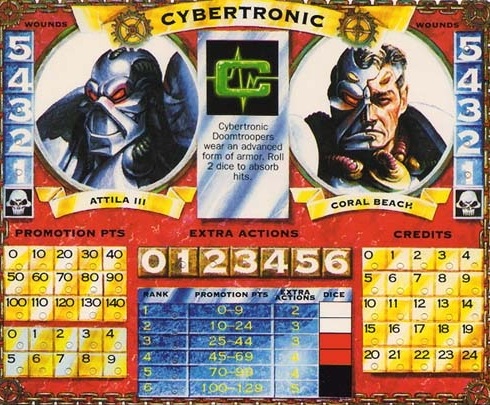 CYBERTRONIC
WOUNDS
WOUNDS
5
4
3
2
1
5
4
3
2
1
Cybertronic
Doomtroopers
wear an advanced
form of armor. Roll
2 dice to absorb
hits.
ATTILA III
CORAL BEACH
PROMOTION PTS
0 10 20 30 40
50 60 70 80 90
100 110 120 130 140
0 1 2 3 4
5 6 7 8 9
EXTRA ACTIONS
0 1 2 3 4 5 6
RANK PROMOTION PTS EXTRA ACTIONS DICE
1 0-9 2
2 10-24 3
3 25-44 3
4 45-69 4
5 70-99 4
6 100-129 5
CREDITS
0 1 2 3 4
5 6 7 8 9
10 11 12 13 14
15 16 17 18 19
20 21 22 23 24